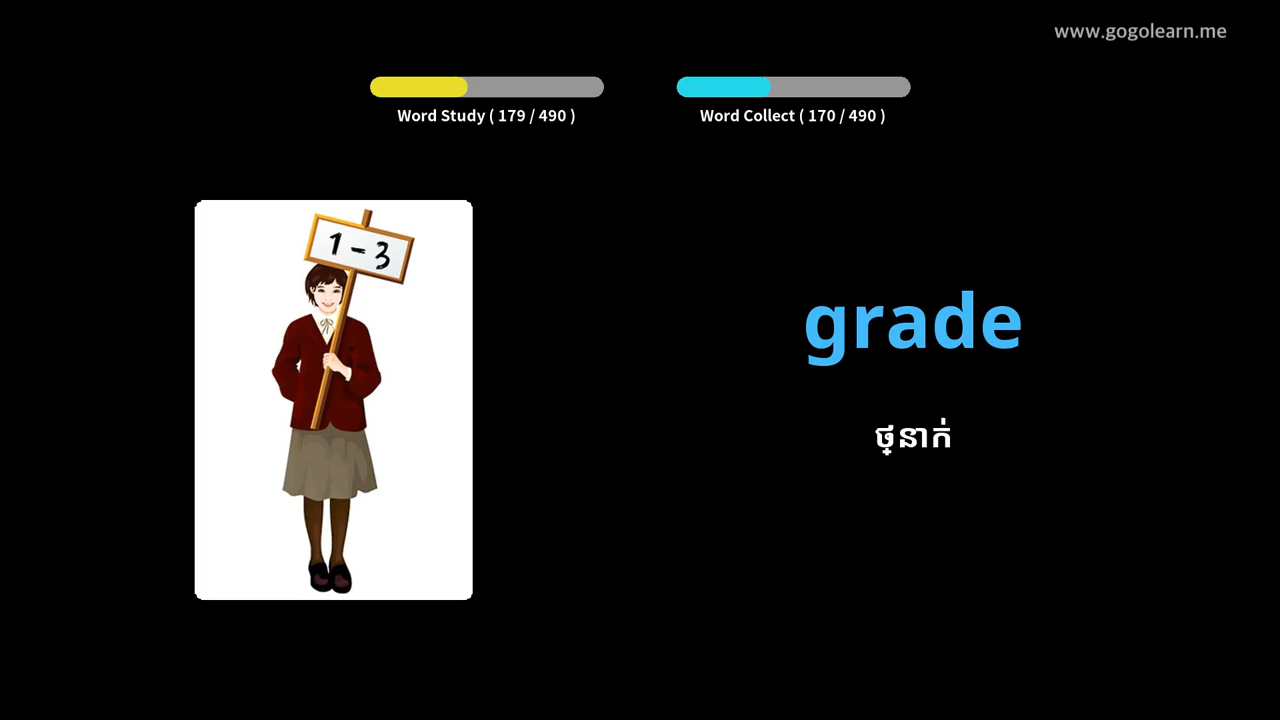 www.gogolearn.me
Word Study ( 179 / 490 )
Word Collect ( 170 / 490 )
1 - 3
grade
ថ្នាក់